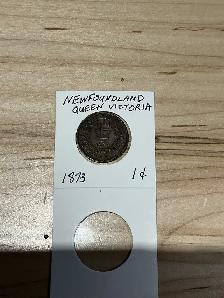 NEWFOUNDLAND
QUEEN VICTORIA
1873 1¢